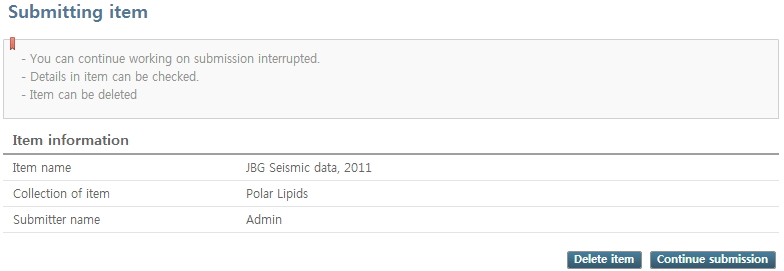 Submitting item
- You can continue working on submission interrupted.
- Details in item can be checked.
- Item can be deleted
Item information
Item name JBG Seismic data, 2011
Collection of item Polar Lipids
Submitter name Admin
Delete item Continue submission